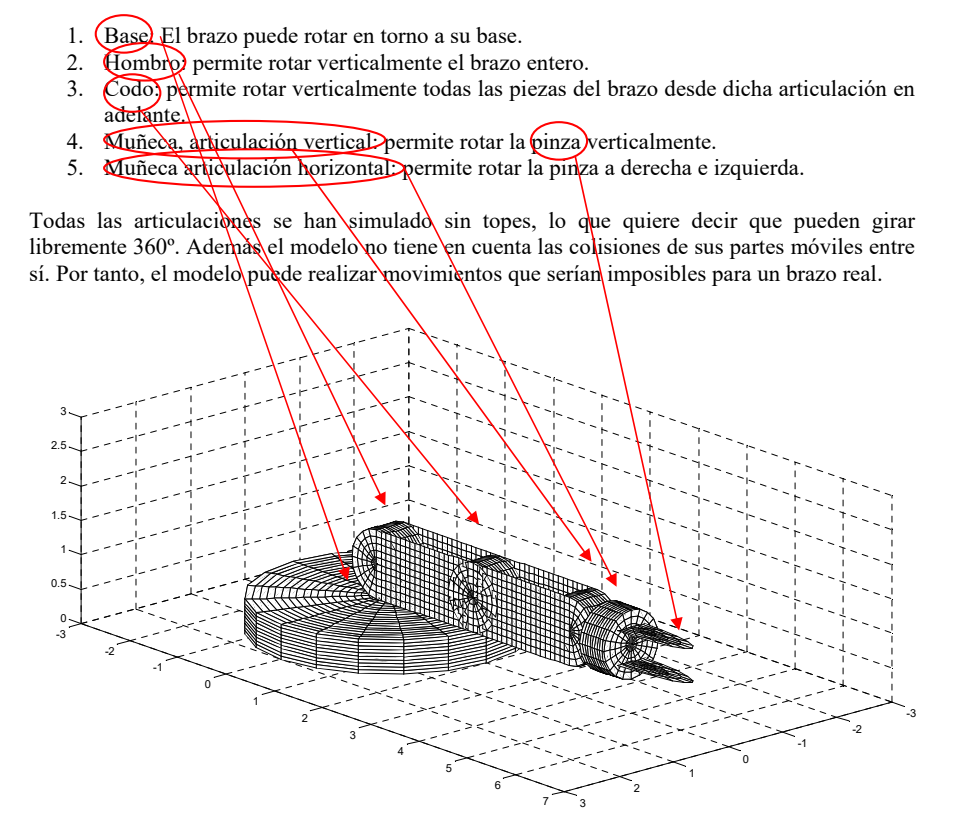 1. Base: El brazo puede rotar en torno a su base.
2. Hombro: permite rotar verticalmente el brazo entero.
3. Codo: permite rotar verticalmente todas las piezas del brazo desde dicha articulación en
adelante.
4. Muñeca, articulación vertical: permite rotar la pinza verticalmente.
5. Muñeca articulación horizontal: permite rotar la pinza a derecha e izquierda.
Todas las articulaciones se han simulado sin topes, lo que quiere decir que pueden girar
libremente 360º. Además el modelo no tiene en cuenta las colisiones de sus partes móviles entre
sí. Por tanto, el modelo puede realizar movimientos que serían imposibles para un brazo real.
3
2.5
2
1.5
1
0.5
0
-3
-2
-1
0
1
2
3
4
5
6
7
3
2
1
0
-1
-2
-3